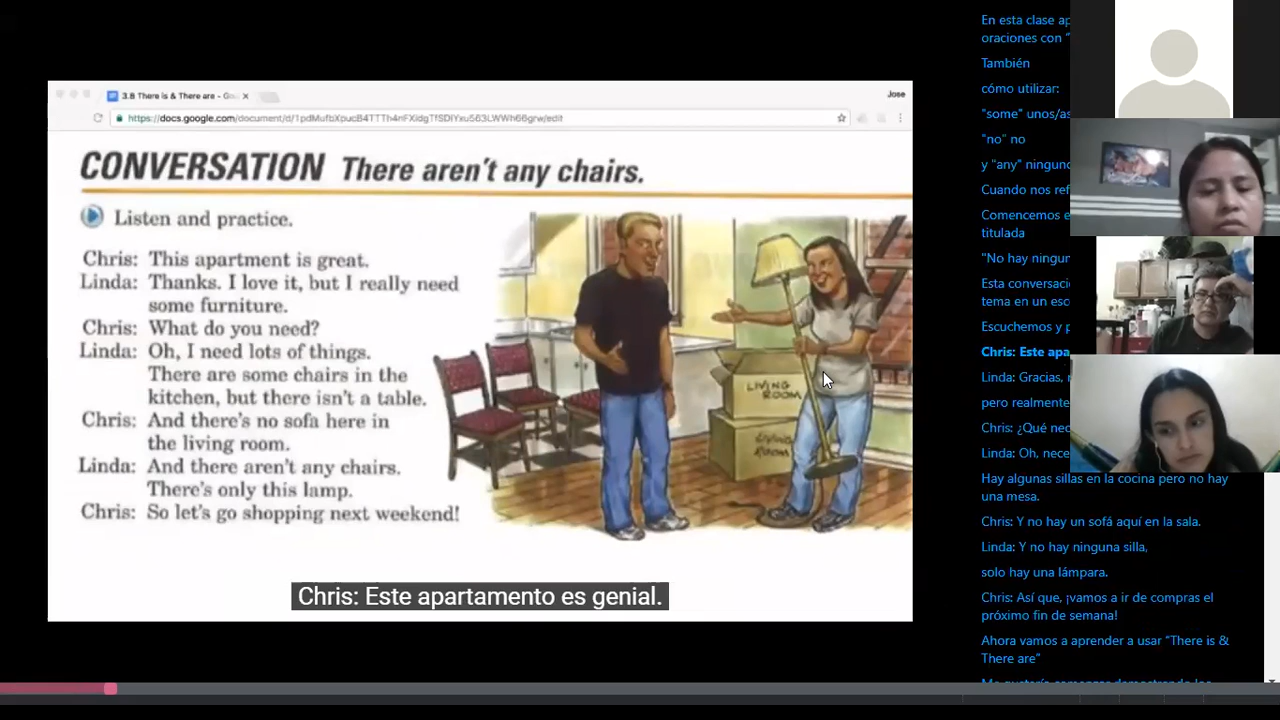 3.8 There is & There are - Goo
Jose
https://docs.google.com/document/d/1pdMufbXpucB4TTTh4nFXidgTfSDIYxu563LWWh66grw/edit
CONVERSATION There aren't any chairs.
Listen and practice.
Chris: This apartment is great.
Linda: Thanks. I love it, but I really need
some furniture.
Chris: What do you need?
Linda: Oh, I need lots of things.
There are some chairs in the
kitchen, but there isn't a table.
Chris: And there's no sofa here in
the living room.
Linda: And there aren't any chairs.
There's only this lamp.
Chris: So let's go shopping next weekend!
LIVING
ROOM
LIVING
ROOM
Chris: Este apartamento es genial.
En esta clase ap
oraciones con "
También
cómo utilizar:
"some" unos/as
"no" no
y "any" ninguno
Cuando nos ref
Comencemos e
titulada
"No hay ningun
Esta conversaci
tema en un esc
Escuchemos y p
Chris: Este apa
Linda: Gracias,
pero realmente
Chris: ¿Qué nec
Linda: Oh, nece
Hay algunas sillas en la cocina pero no hay
una mesa.
Chris: Y no hay un sofá aquí en la sala.
Linda: Y no hay ninguna silla,
solo hay una lámpara.
Chris: Así que, ¡vamos a ir de compras el
próximo fin de semana!
Ahora vamos a aprender a usar "There is &
There are"